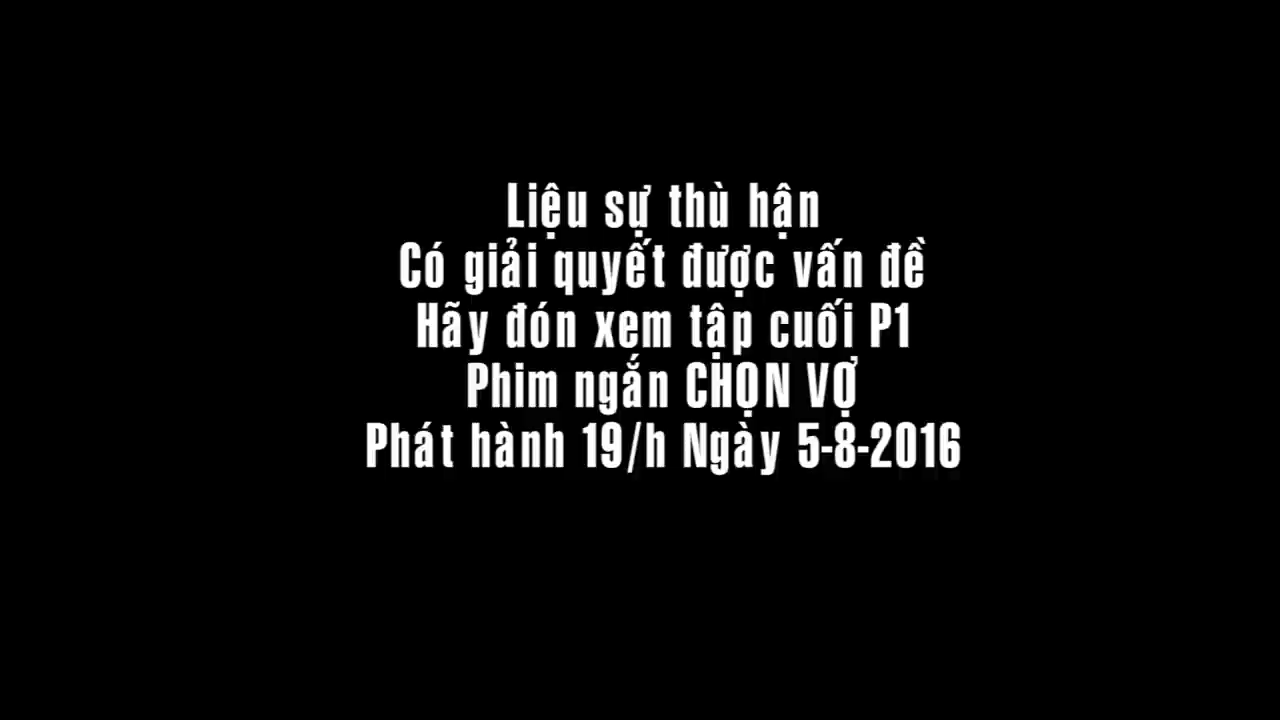 Liệu sự thù hận
Có giải quyết được vấn đề
Hãy đón xem tập cuối P1
Phim ngắn CHỌN VỢ
Phát hành 19/h Ngày 5-8-2016